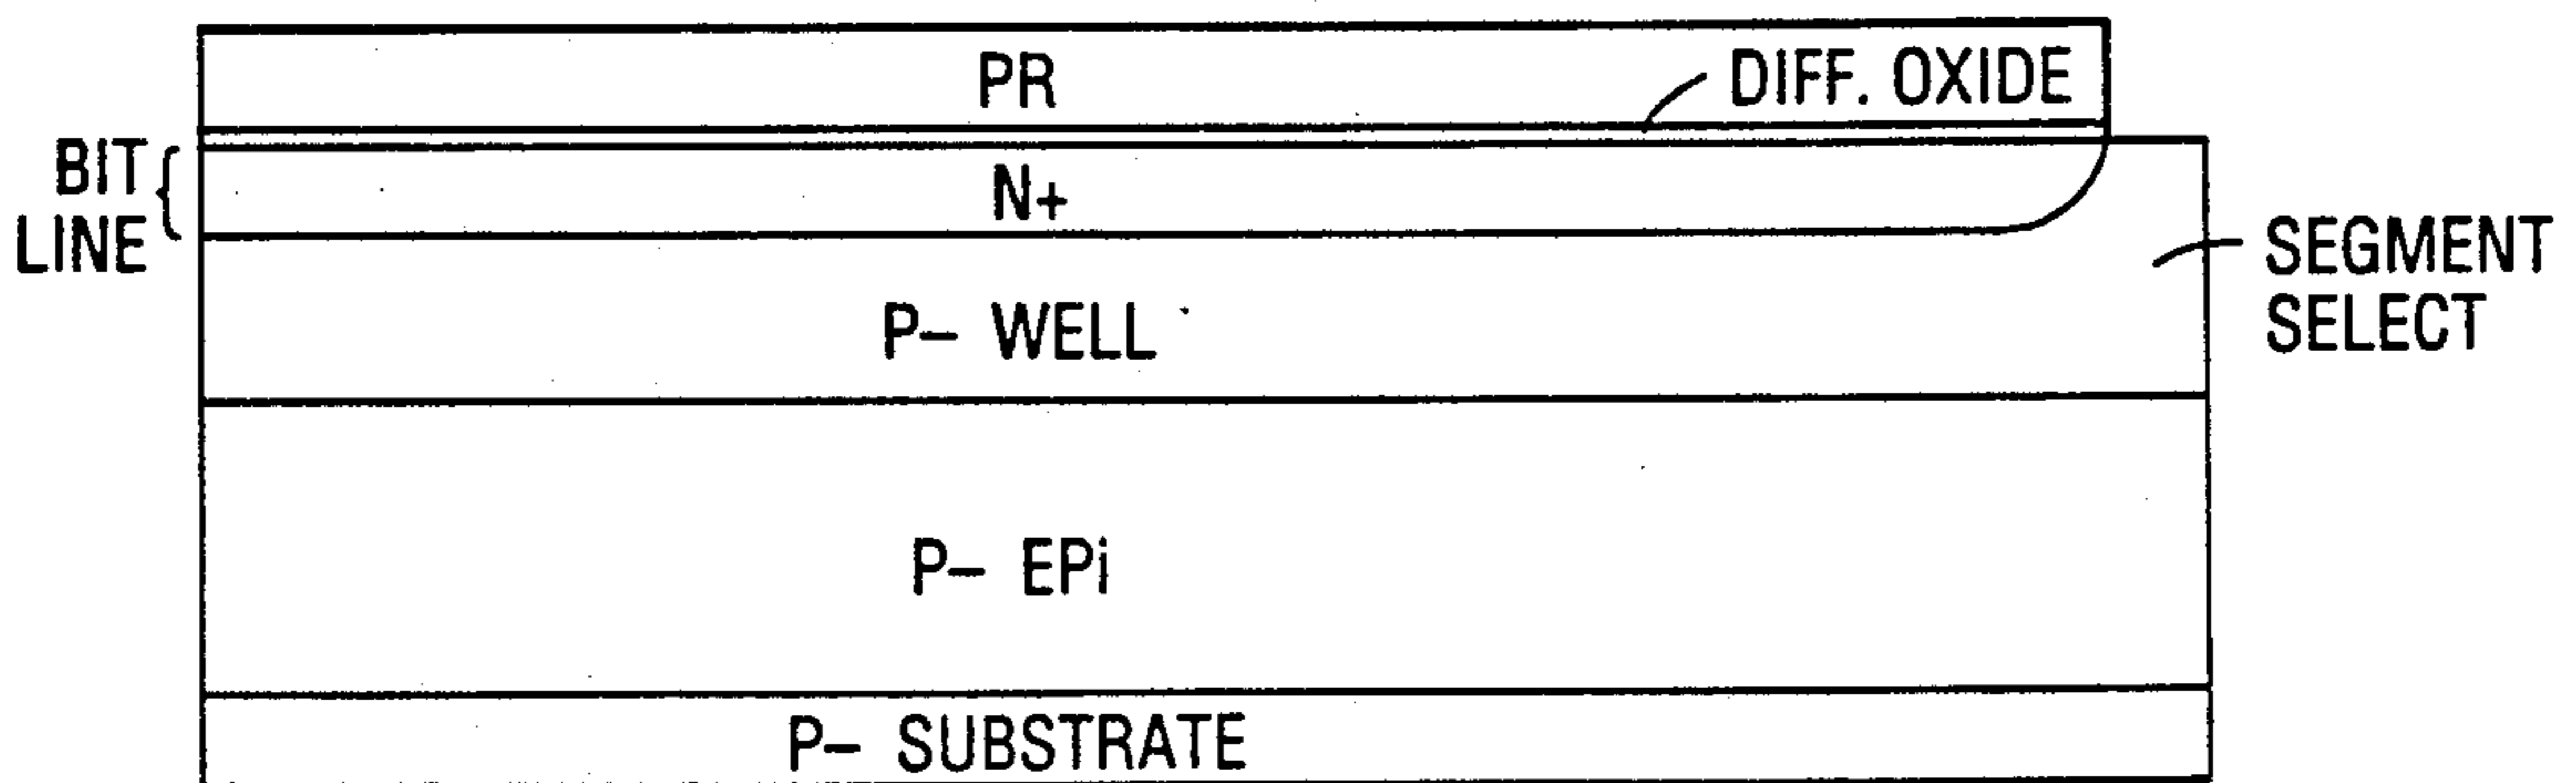 PR
DIFF. OXIDE
BIT
LINE
N+
SEGMENT
SELECT
P– WELL
P– EPi
P– SUBSTRATE